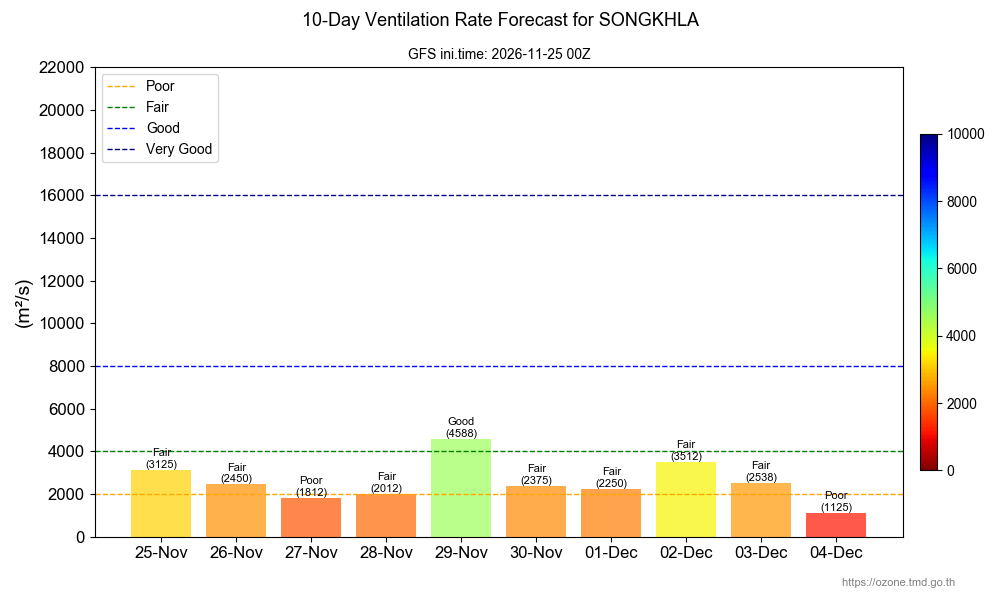 10-Day Ventilation Rate Forecast for SONGKHLA
GFS ini.time: 2026-11-25 00Z
(m²/s)
22000
20000
18000
16000
14000
12000
10000
8000
6000
4000
2000
0
Poor
Fair
Good
Very Good
Fair
(3125)
Fair
(2450)
Poor
(1812)
Fair
(2012)
Good
(4588)
Fair
(2375)
Fair
(2250)
Fair
(3512)
Fair
(2538)
Poor
(1125)
25-Nov 26-Nov 27-Nov 28-Nov 29-Nov 30-Nov 01-Dec 02-Dec 03-Dec 04-Dec
10000
8000
6000
4000
2000
0
https://ozone.tmd.go.th